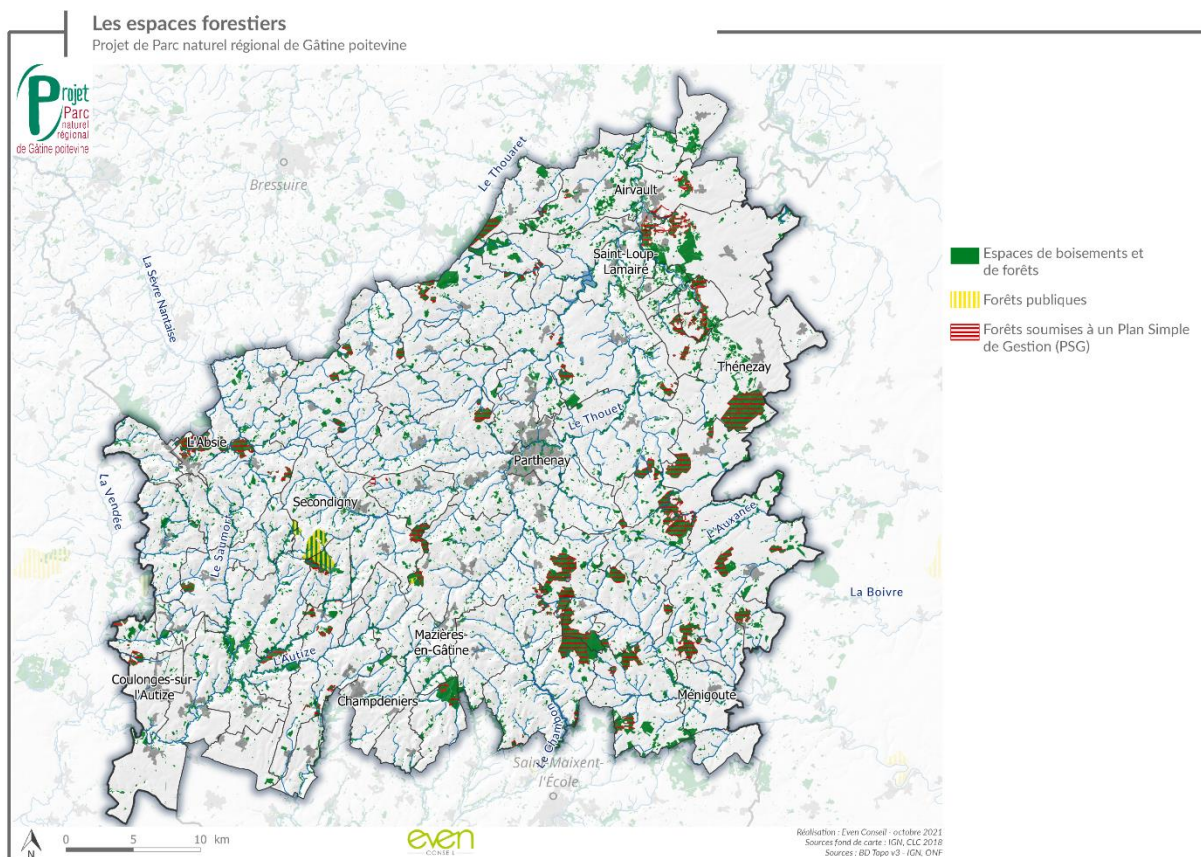 Les espaces forestiers
Projet de Parc naturel régional de Gâtine poitevine
Projet
Parc
naturel
régional
de Gâtine poitevine
Bressuire
Le Thouaret
Airvault
La Sèvre Nantaise
Saint-Loup-
Lamairé
Espaces de boisements et
de forêts
Forêts publiques
Forêts soumises à un Plan Simple
de Gestion (PSG)
Thénezay
L'Absie
Le Thouet
Parthenay
La Vendée
Secondigny
Le Saumort
L'Auxance
La Boivre
Mazières-
en-Gâtine
L'Autize
Coulonges-sur-
l'Autize
Champdeniers
Ménigoute
Le Chambon
Saint-Maixent-
l'École
N
0 5 10 km
even
CONSEIL
Réalisation : Even Conseil - octobre 2021
Sources fond de carte : IGN, CLC 2018
Sources : BD Topo v3 - IGN, ONF